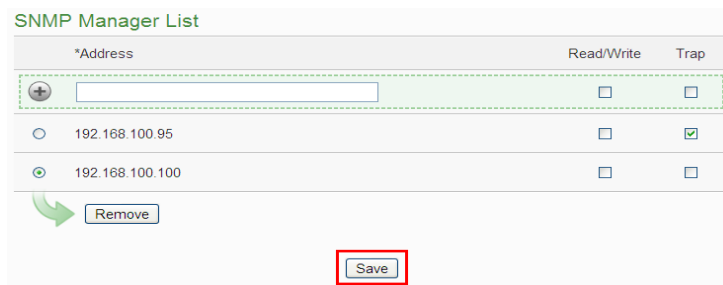 SNMP Manager List
*Address Read/Write Trap
192.168.100.95
192.168.100.100
Remove
Save